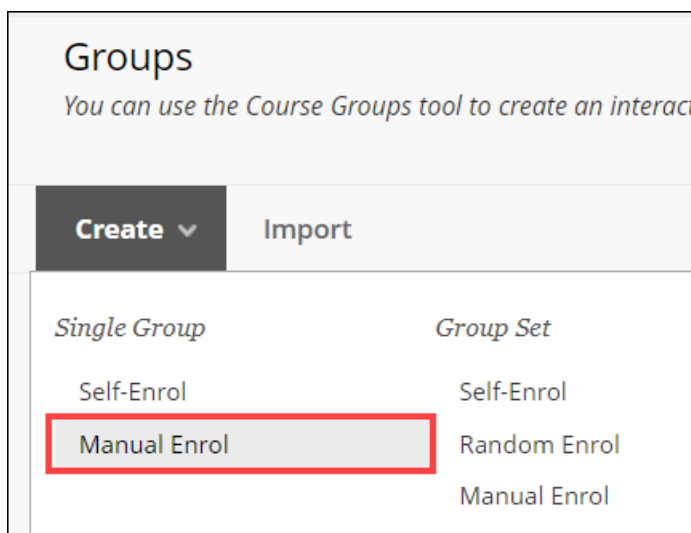 Groups
You can use the Course Groups tool to create an interact
Create Import
Single Group Group Set
Self-Enrol Self-Enrol
Manual Enrol Random Enrol
Manual Enrol